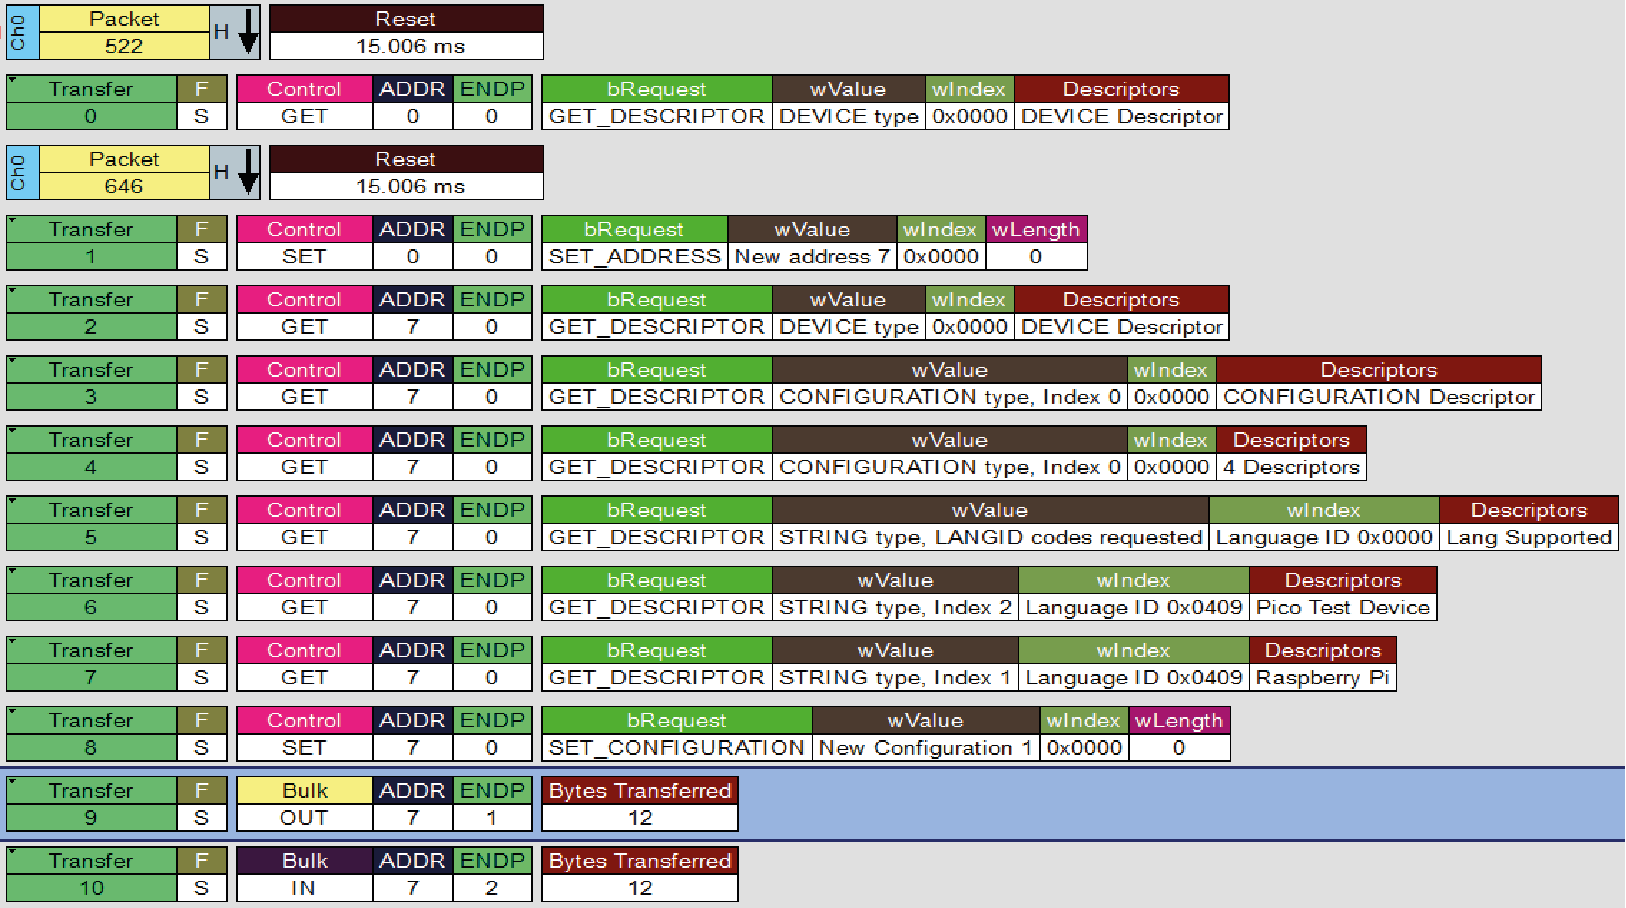 Ch0 Packet H Reset
522 15.006 ms
Transfer F Control ADDR ENDP bRequest wValue wIndex Descriptors
0 S GET 0 0 GET_DESCRIPTOR DEVICE type 0x0000 DEVICE Descriptor
Ch0 Packet H Reset
646 15.006 ms
Transfer F Control ADDR ENDP bRequest wValue wIndex wLength
1 S SET 0 0 SET_ADDRESS New address 7 0x0000 0
Transfer F Control ADDR ENDP bRequest wValue wIndex Descriptors
2 S GET 7 0 GET_DESCRIPTOR DEVICE type 0x0000 DEVICE Descriptor
Transfer F Control ADDR ENDP bRequest wValue wIndex Descriptors
3 S GET 7 0 GET_DESCRIPTOR CONFIGURATION type, Index 0 0x0000 CONFIGURATION Descriptor
Transfer F Control ADDR ENDP bRequest wValue wIndex Descriptors
4 S GET 7 0 GET_DESCRIPTOR CONFIGURATION type, Index 0 0x0000 4 Descriptors
Transfer F Control ADDR ENDP bRequest wValue wIndex Descriptors
5 S GET 7 0 GET_DESCRIPTOR STRING type, LANGID codes requested Language ID 0x0000 Lang Supported
Transfer F Control ADDR ENDP bRequest wValue wIndex Descriptors
6 S GET 7 0 GET_DESCRIPTOR STRING type, Index 2 Language ID 0x0409 Pico Test Device
Transfer F Control ADDR ENDP bRequest wValue wIndex Descriptors
7 S GET 7 0 GET_DESCRIPTOR STRING type, Index 1 Language ID 0x0409 Raspberry Pi
Transfer F Control ADDR ENDP bRequest wValue wIndex wLength
8 S SET 7 0 SET_CONFIGURATION New Configuration 1 0x0000 0
Transfer F Bulk ADDR ENDP Bytes Transferred
9 S OUT 7 1 12
Transfer F Bulk ADDR ENDP Bytes Transferred
10 S IN 7 2 12